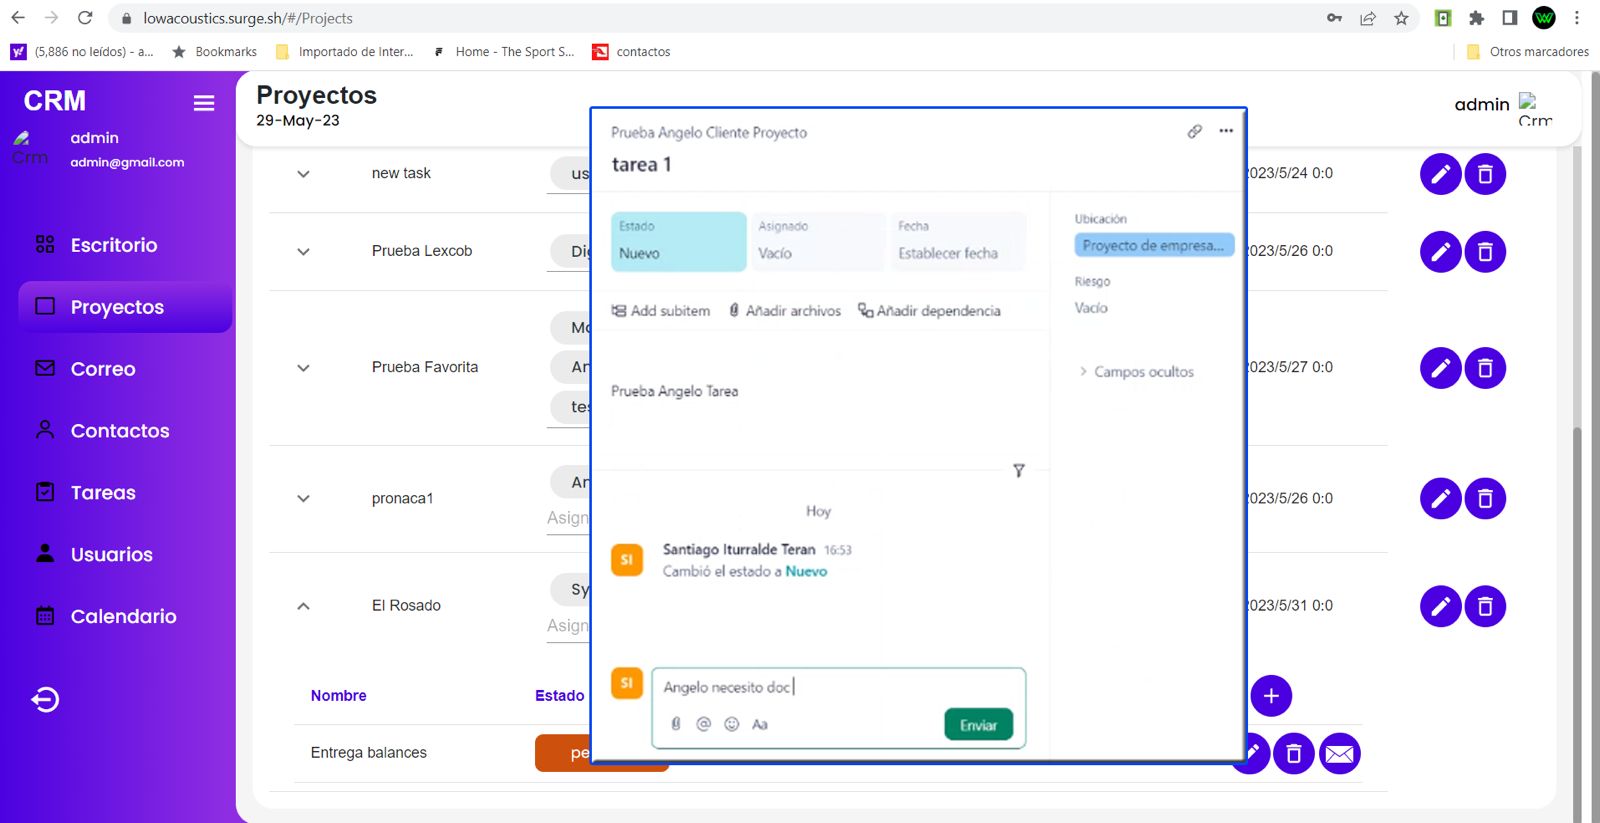 lowacoustics.surge.sh/#/Projects
(5,886 no leídos) - a...
Bookmarks
Importado de Inter...
Home - The Sport S...
contactos
Otros marcadores
CRM
Crm
admin
admin@gmail.com
Escritorio
Proyectos
Correo
Contactos
Tareas
Usuarios
Calendario
Proyectos
29-May-23
admin
Crm
new task
us
2023/5/24 0:0
Prueba Lexcob
Dig
2023/5/26 0:0
Prueba Favorita
An
tes
2023/5/27 0:0
pronaca1
An
Asign
2023/5/26 0:0
El Rosado
Sy
Asign
2023/5/31 0:0
Nombre
Estado
Entrega balances
pe
Prueba Angelo Cliente Proyecto
tarea 1
Estado
Nuevo
Asignado
Vacío
Fecha
Establecer fecha
Add subitem
Añadir archivos
Añadir dependencia
Prueba Angelo Tarea
Hoy
SI
Santiago Iturralde Teran 16:53
Cambió el estado a Nuevo
SI
Angelo necesito doc
Aa
Enviar
Ubicación
Proyecto de empresa...
Riesgo
Vacío
Campos ocultos